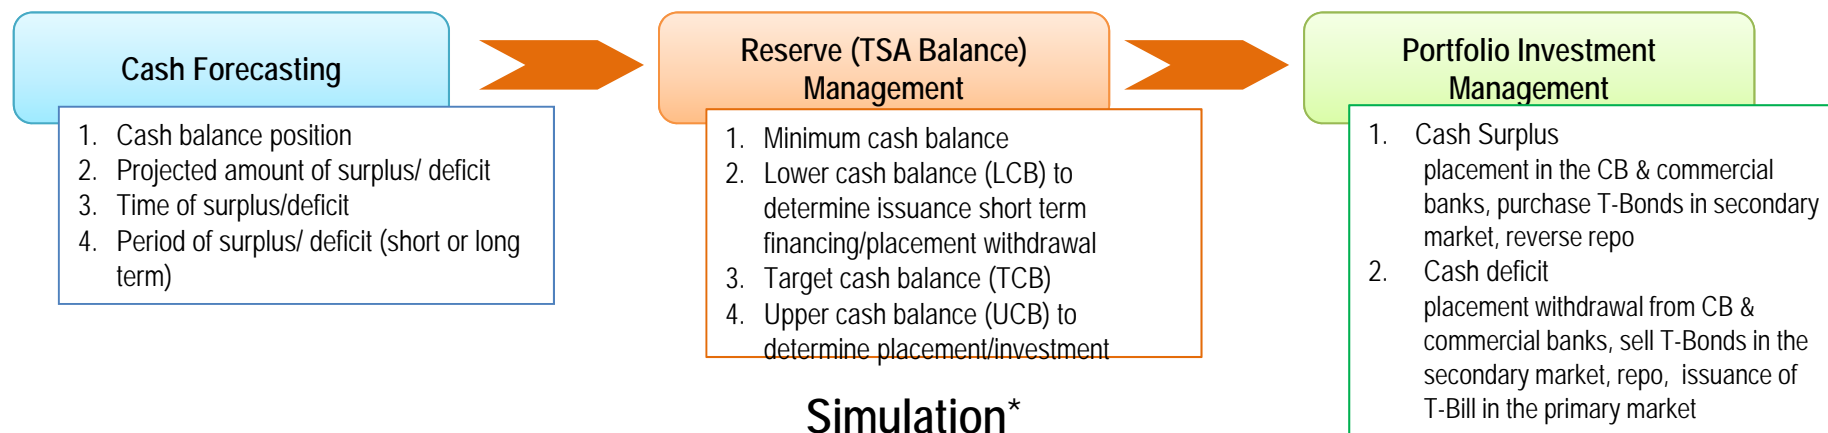 Cash Forecasting
1. Cash balance position
2. Projected amount of surplus/ deficit
3. Time of surplus/deficit
4. Period of surplus/ deficit (short or long
term)
Reserve (TSA Balance)
Management
1. Minimum cash balance
2. Lower cash balance (LCB) to
determine issuance short term
financing/placement withdrawal
3. Target cash balance (TCB)
4. Upper cash balance (UCB) to
determine placement/investment
Portfolio Investment
Management
1. Cash Surplus
placement in the CB & commercial
banks, purchase T-Bonds in secondary
market, reverse repo
2. Cash deficit
placement withdrawal from CB &
commercial banks, sell T-Bonds in the
secondary market, repo, issuance of
T-Bill in the primary market
Simulation*